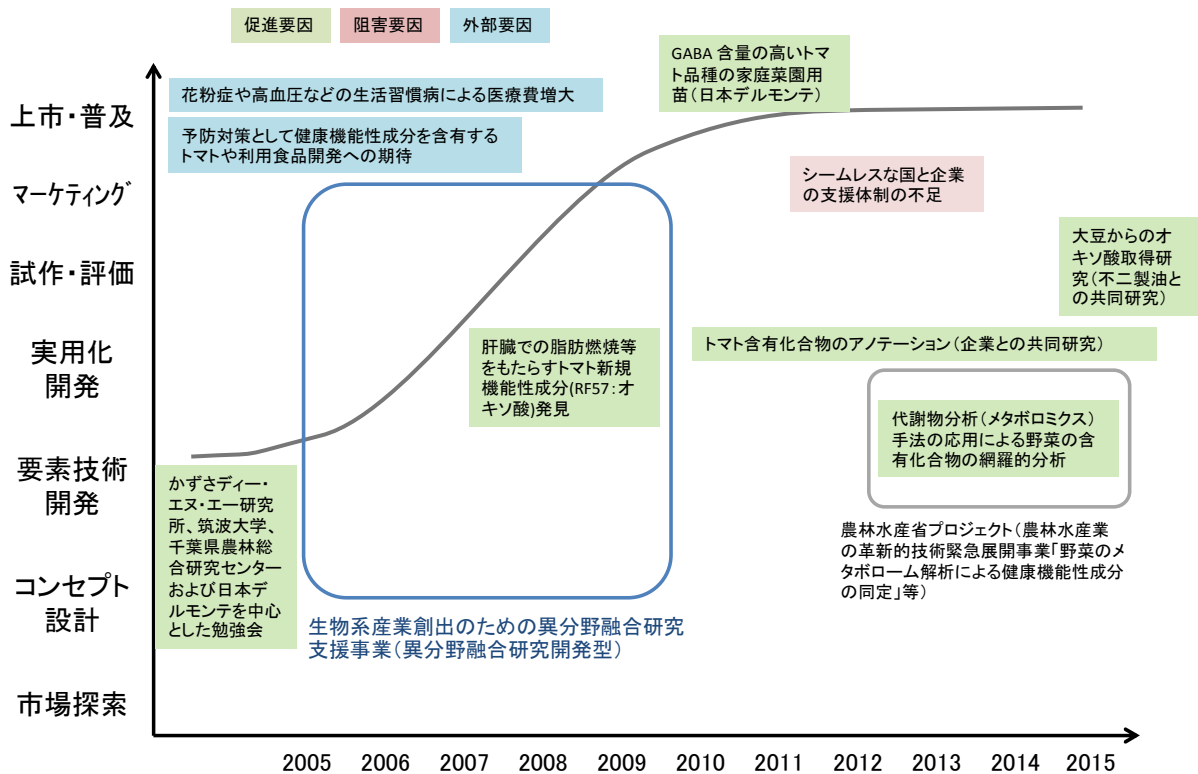 促進要因
阻害要因
外部要因
上市・普及
マーケティング
試作・評価
実用化
開発
要素技術
開発
コンセプト
設計
市場探索
花粉症や高血圧などの生活習慣病による医療費増大
予防対策として健康機能性成分を含有する
トマトや利用食品開発への期待
GABA 含量の高いトマ
ト品種の家庭菜園用
苗(日本デルモンテ)
シームレスな国と企業
の支援体制の不足
大豆からのオ
キソ酸取得研
究(不二製油と
の共同研究)
肝臓での脂肪燃焼等
をもたらすトマト新規
機能性成分(RF57:オ
キソ酸)発見
トマト含有化合物のアノテーション(企業との共同研究)
代謝物分析(メタボロミクス)
手法の応用による野菜の含
有化合物の網羅的分析
かずさディー・
エヌ・エー研究
所、筑波大学、
千葉県農林総
合研究センター
および日本デ
ルモンテを中心
とした勉強会
農林水産省プロジェクト(農林水産業
の革新的技術緊急展開事業「野菜のメ
タボローム解析による健康機能性成分
の同定」等)
生物系産業創出のための異分野融合研究
支援事業(異分野融合研究開発型)
2005 2006 2007 2008 2009 2010 2011 2012 2013 2014 2015